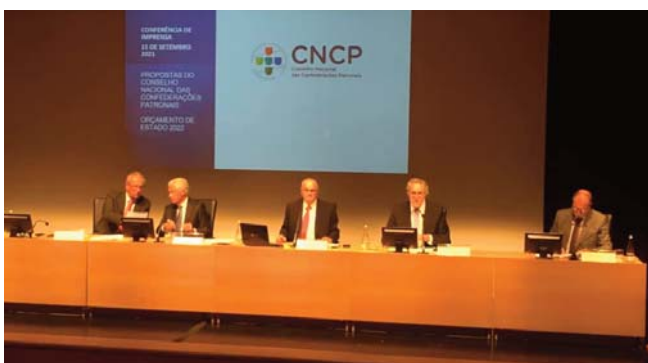 CONFERÊNCIA DE
IMPRENSA
15 DE SETEMBRO
2021
PROPOSTAS DO
CONSELHO
NACIONAL DAS
CONFEDERAÇÕES
PATRONAIS
ORÇAMENTO DE
ESTADO 2022
CNCP
Conselho Nacional
das Confederações Patronais